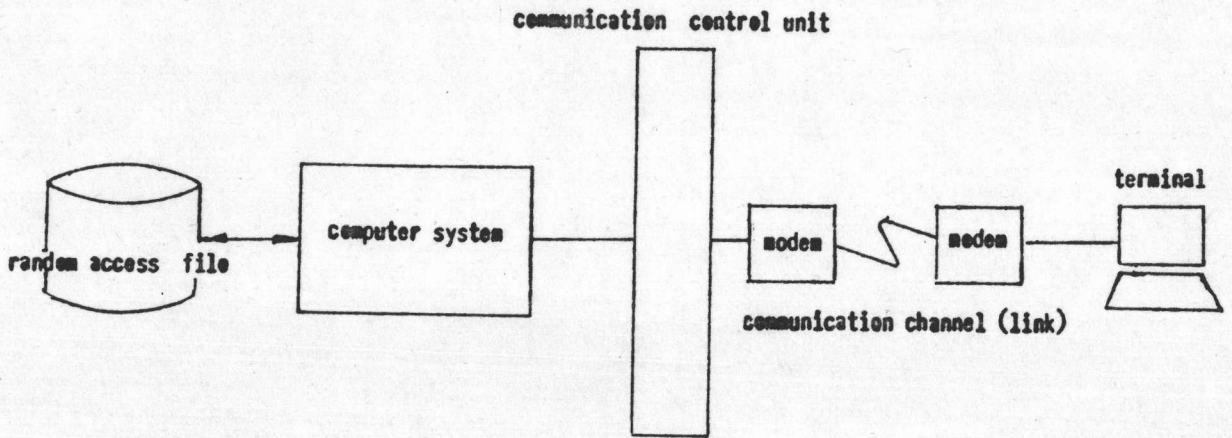 communication control unit
terminal
computer system
modem
modem
random access file
communication channel (link)